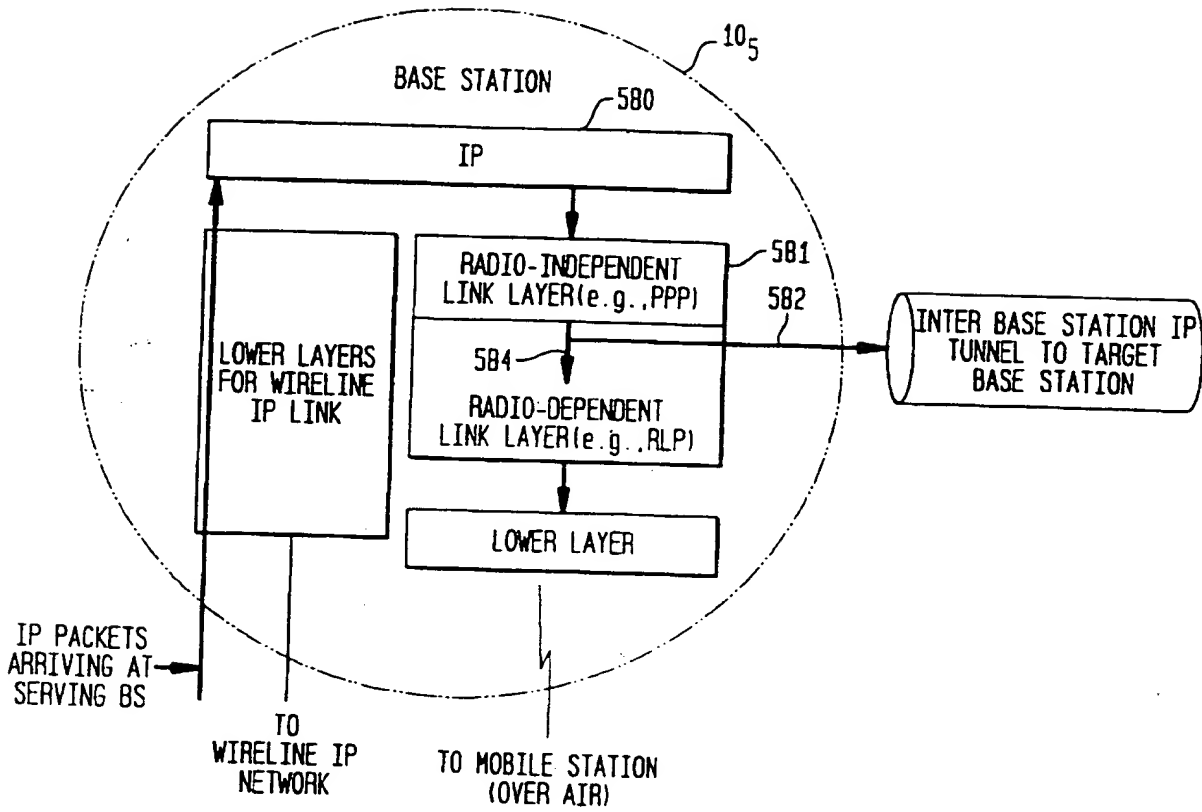 10₅
BASE STATION
580
IP
RADIO-INDEPENDENT
LINK LAYER(e.g.,PPP)
581
582
584
RADIO-DEPENDENT
LINK LAYER(e.g.,RLP)
LOWER LAYERS
FOR WIRELINE
IP LINK
INTER BASE STATION IP
TUNNEL TO TARGET
BASE STATION
LOWER LAYER
IP PACKETS
ARRIVING AT
SERVING BS
TO
WIRELINE IP
NETWORK
TO MOBILE STATION
(OVER AIR)